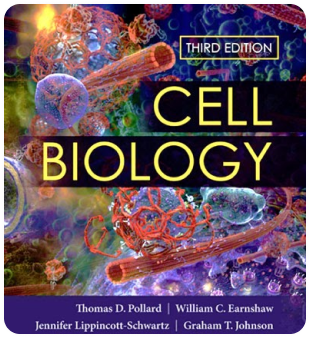 THIRD EDITION
CELL
BIOLOGY
Thomas D. Pollard | William C. Earnshaw
Jennifer Lippincott-Schwartz | Graham T. Johnson